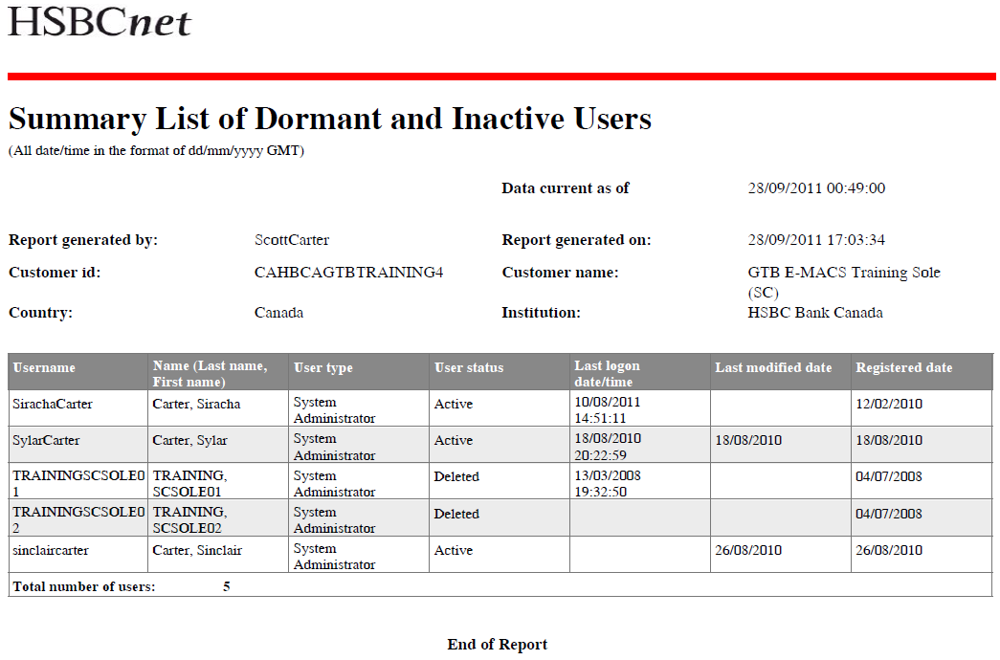 HSBCnet
Summary List of Dormant and Inactive Users
(All date/time in the format of dd/mm/yyyy GMT)
Data current as of 28/09/2011 00:49:00
Report generated by: ScottCarter Report generated on: 28/09/2011 17:03:34
Customer id: CAHBCAGTBTRAINING4 Customer name: GTB E-MACS Training Sole
(SC)
Country: Canada Institution: HSBC Bank Canada
Username Name (Last name, User type User status Last logon Last modified date Registered date
First name) date/time
SirachaCarter Carter, Siracha System Active 10/08/2011 12/02/2010
Administrator 14:51:11
SylarCarter Carter, Sylar System Active 18/08/2010 18/08/2010 18/08/2010
Administrator 20:22:59
TRAININGSCSOLE0 TRAINING, System Deleted 13/03/2008 04/07/2008
1 SCSOLE01 Administrator 19:32:50
TRAININGSCSOLE0 TRAINING, System Deleted 04/07/2008
2 SCSOLE02 Administrator
sinclaircarter Carter, Sinclair System Active 26/08/2010 26/08/2010
Administrator
Total number of users: 5
End of Report